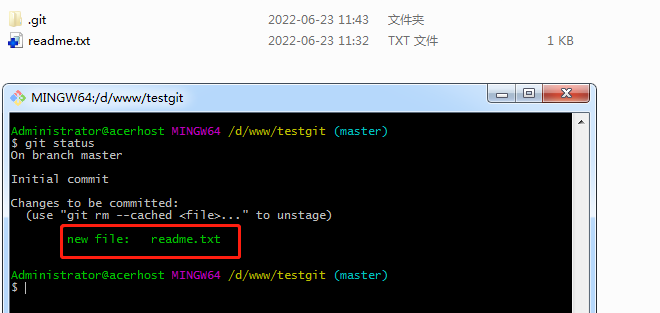 .git 2022-06-23 11:43 文件夹
readme.txt 2022-06-23 11:32 TXT 文件 1 KB
MINGW64:/d/www/testgit
Administrator@acerhost MINGW64 /d/www/testgit (master)
$ git status
On branch master
Initial commit
Changes to be committed:
(use "git rm --cached <file>..." to unstage)
new file: readme.txt
Administrator@acerhost MINGW64 /d/www/testgit (master)
$